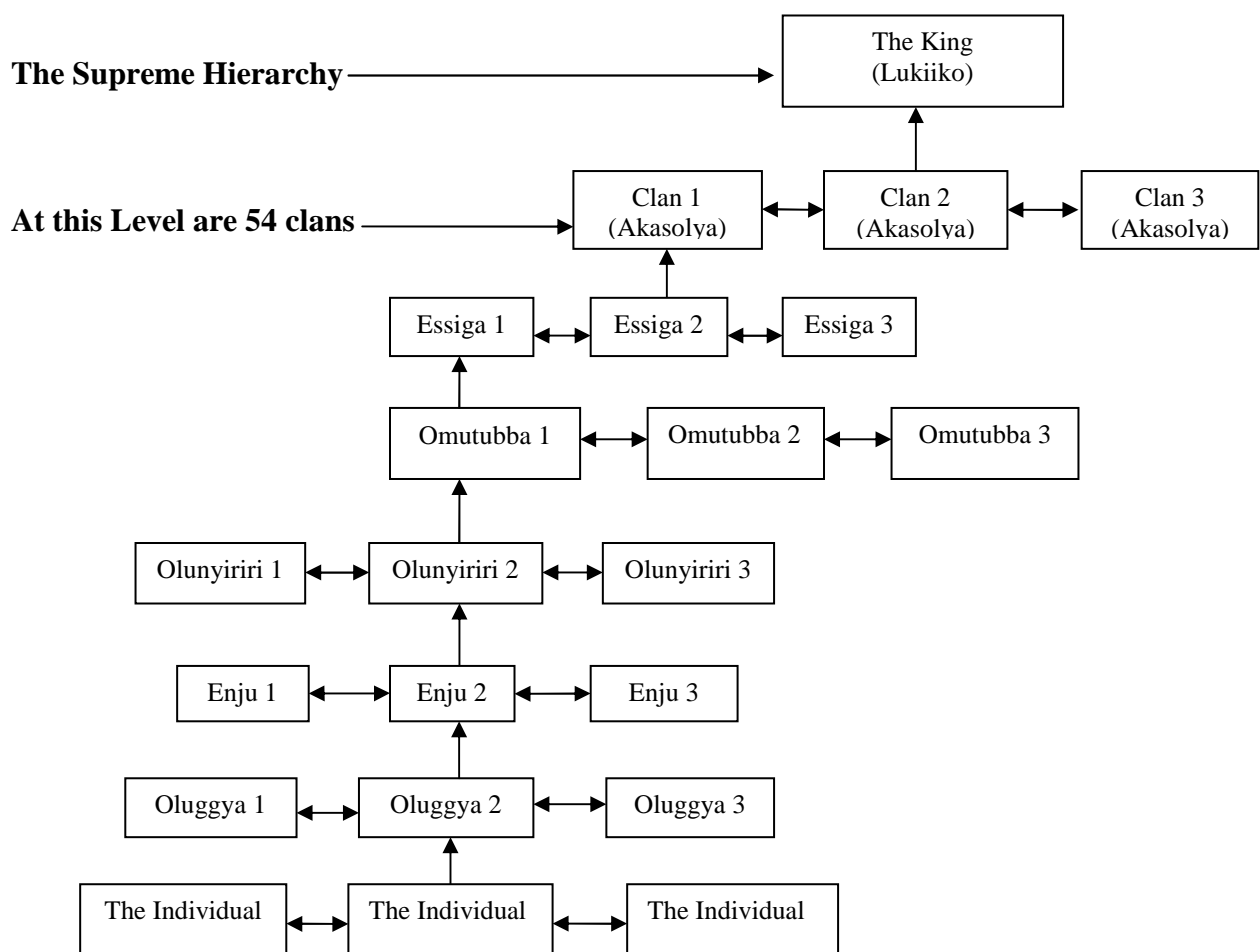 The King
(Lukiiko)
The Supreme Hierarchy
Clan 1
(Akasolya)
Clan 2
(Akasolya)
Clan 3
(Akasolya)
At this Level are 54 clans
Essiga 1
Essiga 2
Essiga 3
Omutubba 1
Omutubba 2
Omutubba 3
Olunyiriri 1
Olunyiriri 2
Olunyiriri 3
Enju 1
Enju 2
Enju 3
Oluggya 1
Oluggya 2
Oluggya 3
The Individual
The Individual
The Individual